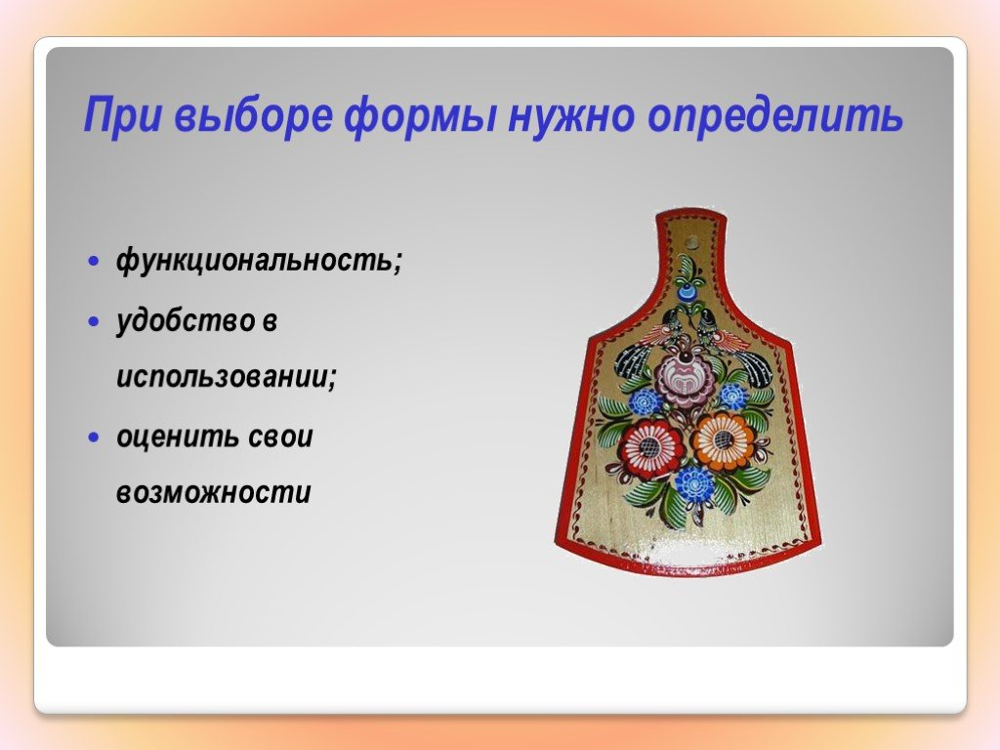 При выборе формы нужно определить
• функциональность;
• удобство в
использовании;
• оценить свои
возможности